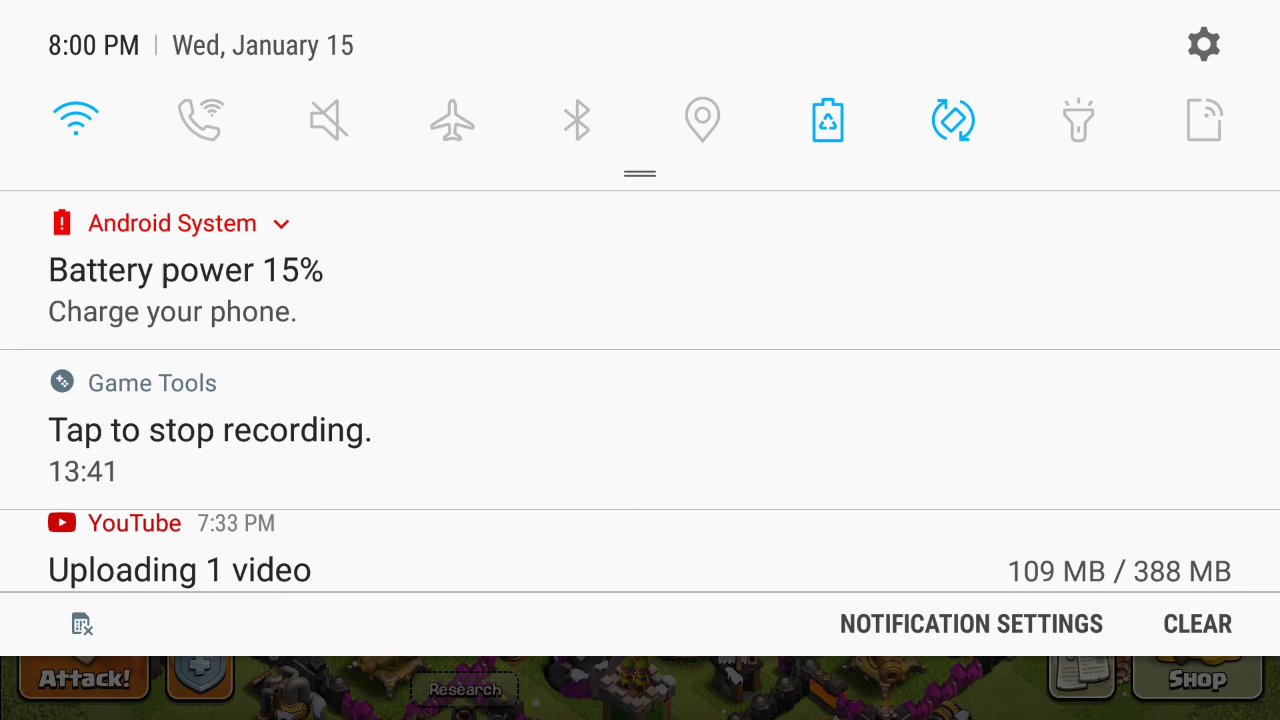 8:00 PM | Wed, January 15
Android System
Battery power 15%
Charge your phone.
Game Tools
Tap to stop recording.
13:41
YouTube 7:33 PM
Uploading 1 video 109 MB / 388 MB
NOTIFICATION SETTINGS CLEAR
Attack! Research Shop